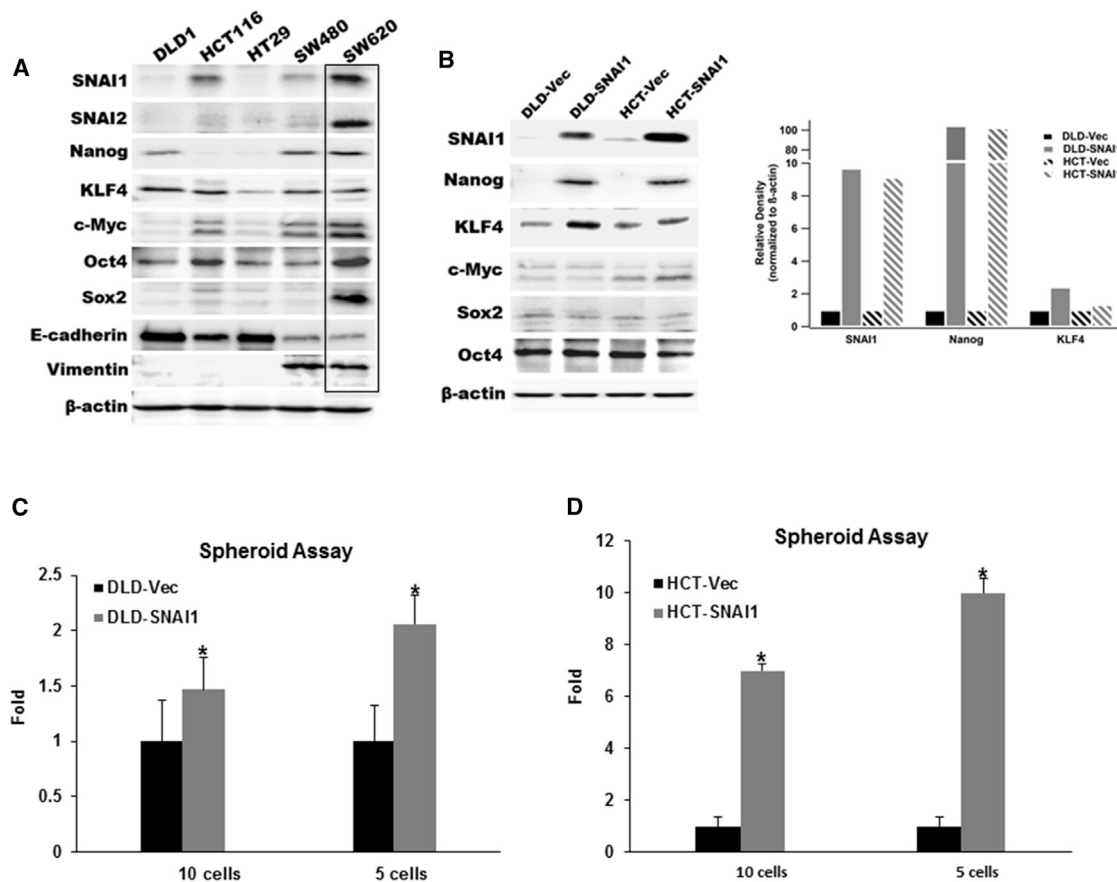 A
DLD1 HCT116 HT29 SW480 SW620
SNAI1
SNAI2
Nanog
KLF4
c-Myc
Oct4
Sox2
E-cadherin
Vimentin
β-actin
B
DLD-Vec DLD-SNAI1 HCT-Vec HCT-SNAI1
SNAI1
Nanog
KLF4
c-Myc
Sox2
Oct4
β-actin
Relative Density
(normalized to ß-actin)
100
80
10
8
6
4
2
0
SNAI1 Nanog KLF4
DLD-Vec
DLD-SNAI1
HCT-Vec
HCT-SNAI1
C
Spheroid Assay
DLD-Vec
DLD-SNAI1
Fold
2.5
2
1.5
1
0.5
0
* *
10 cells 5 cells
D
Spheroid Assay
HCT-Vec
HCT-SNAI1
Fold
12
10
8
6
4
2
0
* *
10 cells 5 cells